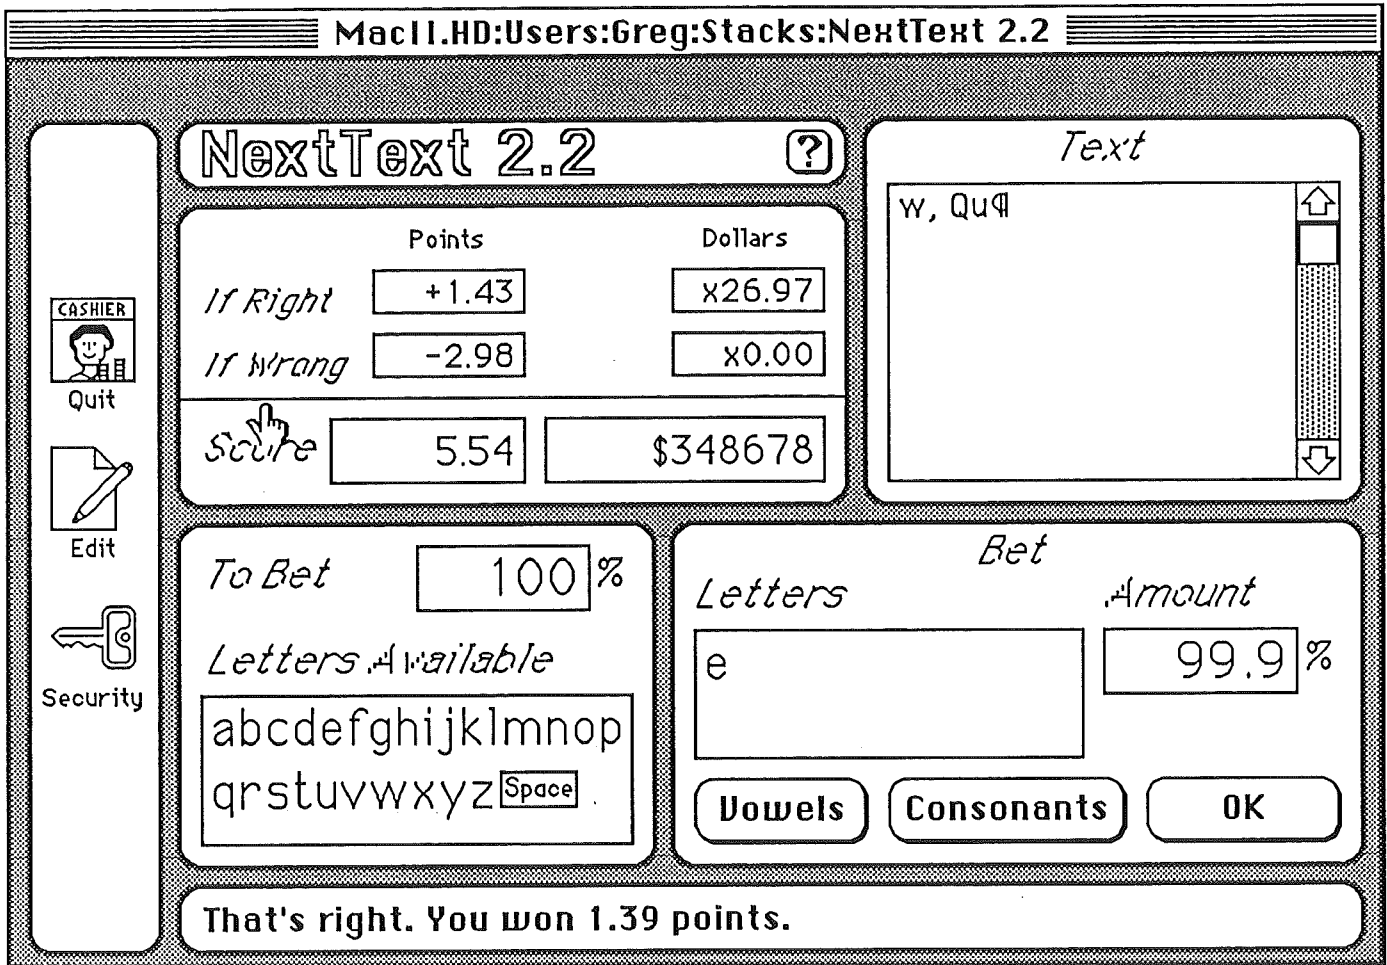 MacII.HD:Users:Greg:Stacks:NextText 2.2
NextText 2.2
?
Points Dollars
If Right +1.43 x26.97
If Wrong -2.98 x0.00
Score 5.54 $348678
Text
w, Qu¶
CASHIER
Quit
Edit
Security
To Bet 100 %
Letters Available
abcdefghijklmnop
qrstuvwxyz Space
Bet
Letters Amount
e 99.9 %
Vowels Consonants OK
That's right. You won 1.39 points.